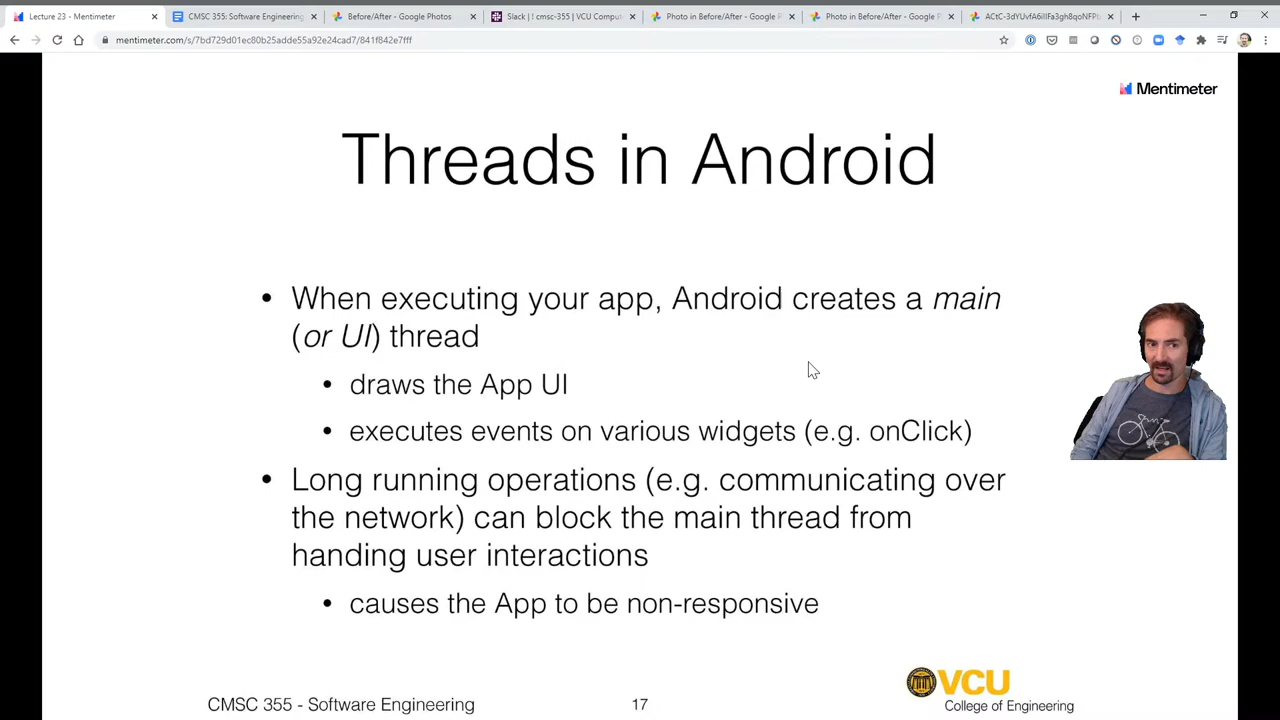 Lecture 23 - Mentimeter
CMSC 355: Software Engineering
Before/After - Google Photos
Slack | ! cmsc-355 | VCU Compute
Photo in Before/After - Google P
Photo in Before/After - Google P
mentimeter.com/s/7bd729d01ec80b25adde55a92e24cad7/841f842e7fff
Mentimeter
Threads in Android
• When executing your app, Android creates a main
(or UI) thread
• draws the App UI
• executes events on various widgets (e.g. onClick)
• Long running operations (e.g. communicating over
the network) can block the main thread from
handing user interactions
• causes the App to be non-responsive
CMSC 355 - Software Engineering
17
VCU
College of Engineering